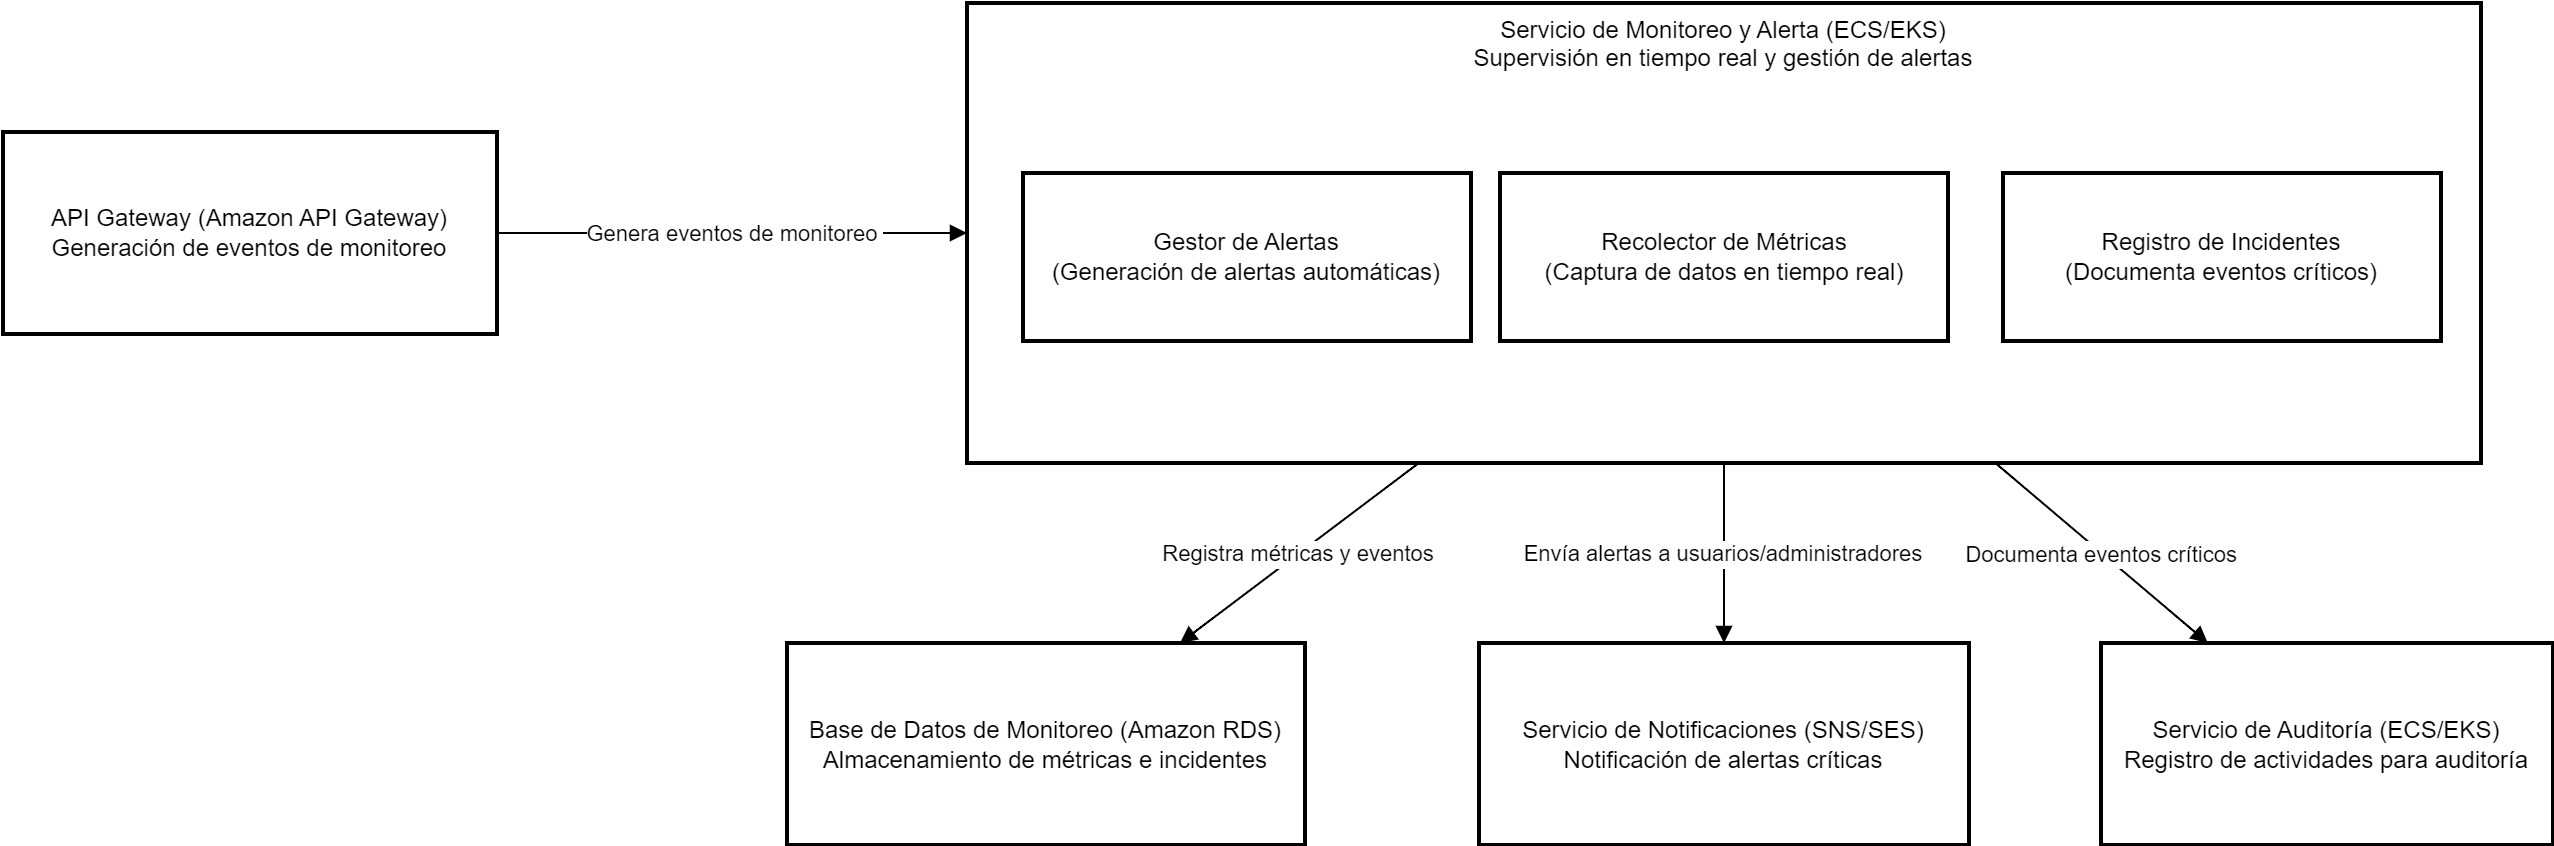 Servicio de Monitoreo y Alerta (ECS/EKS)
Supervisión en tiempo real y gestión de alertas
API Gateway (Amazon API Gateway)
Generación de eventos de monitoreo
Genera eventos de monitoreo
Gestor de Alertas
(Generación de alertas automáticas)
Recolector de Métricas
(Captura de datos en tiempo real)
Registro de Incidentes
(Documenta eventos críticos)
Registra métricas y eventos
Envía alertas a usuarios/administradores
Documenta eventos críticos
Base de Datos de Monitoreo (Amazon RDS)
Almacenamiento de métricas e incidentes
Servicio de Notificaciones (SNS/SES)
Notificación de alertas críticas
Servicio de Auditoría (ECS/EKS)
Registro de actividades para auditoría